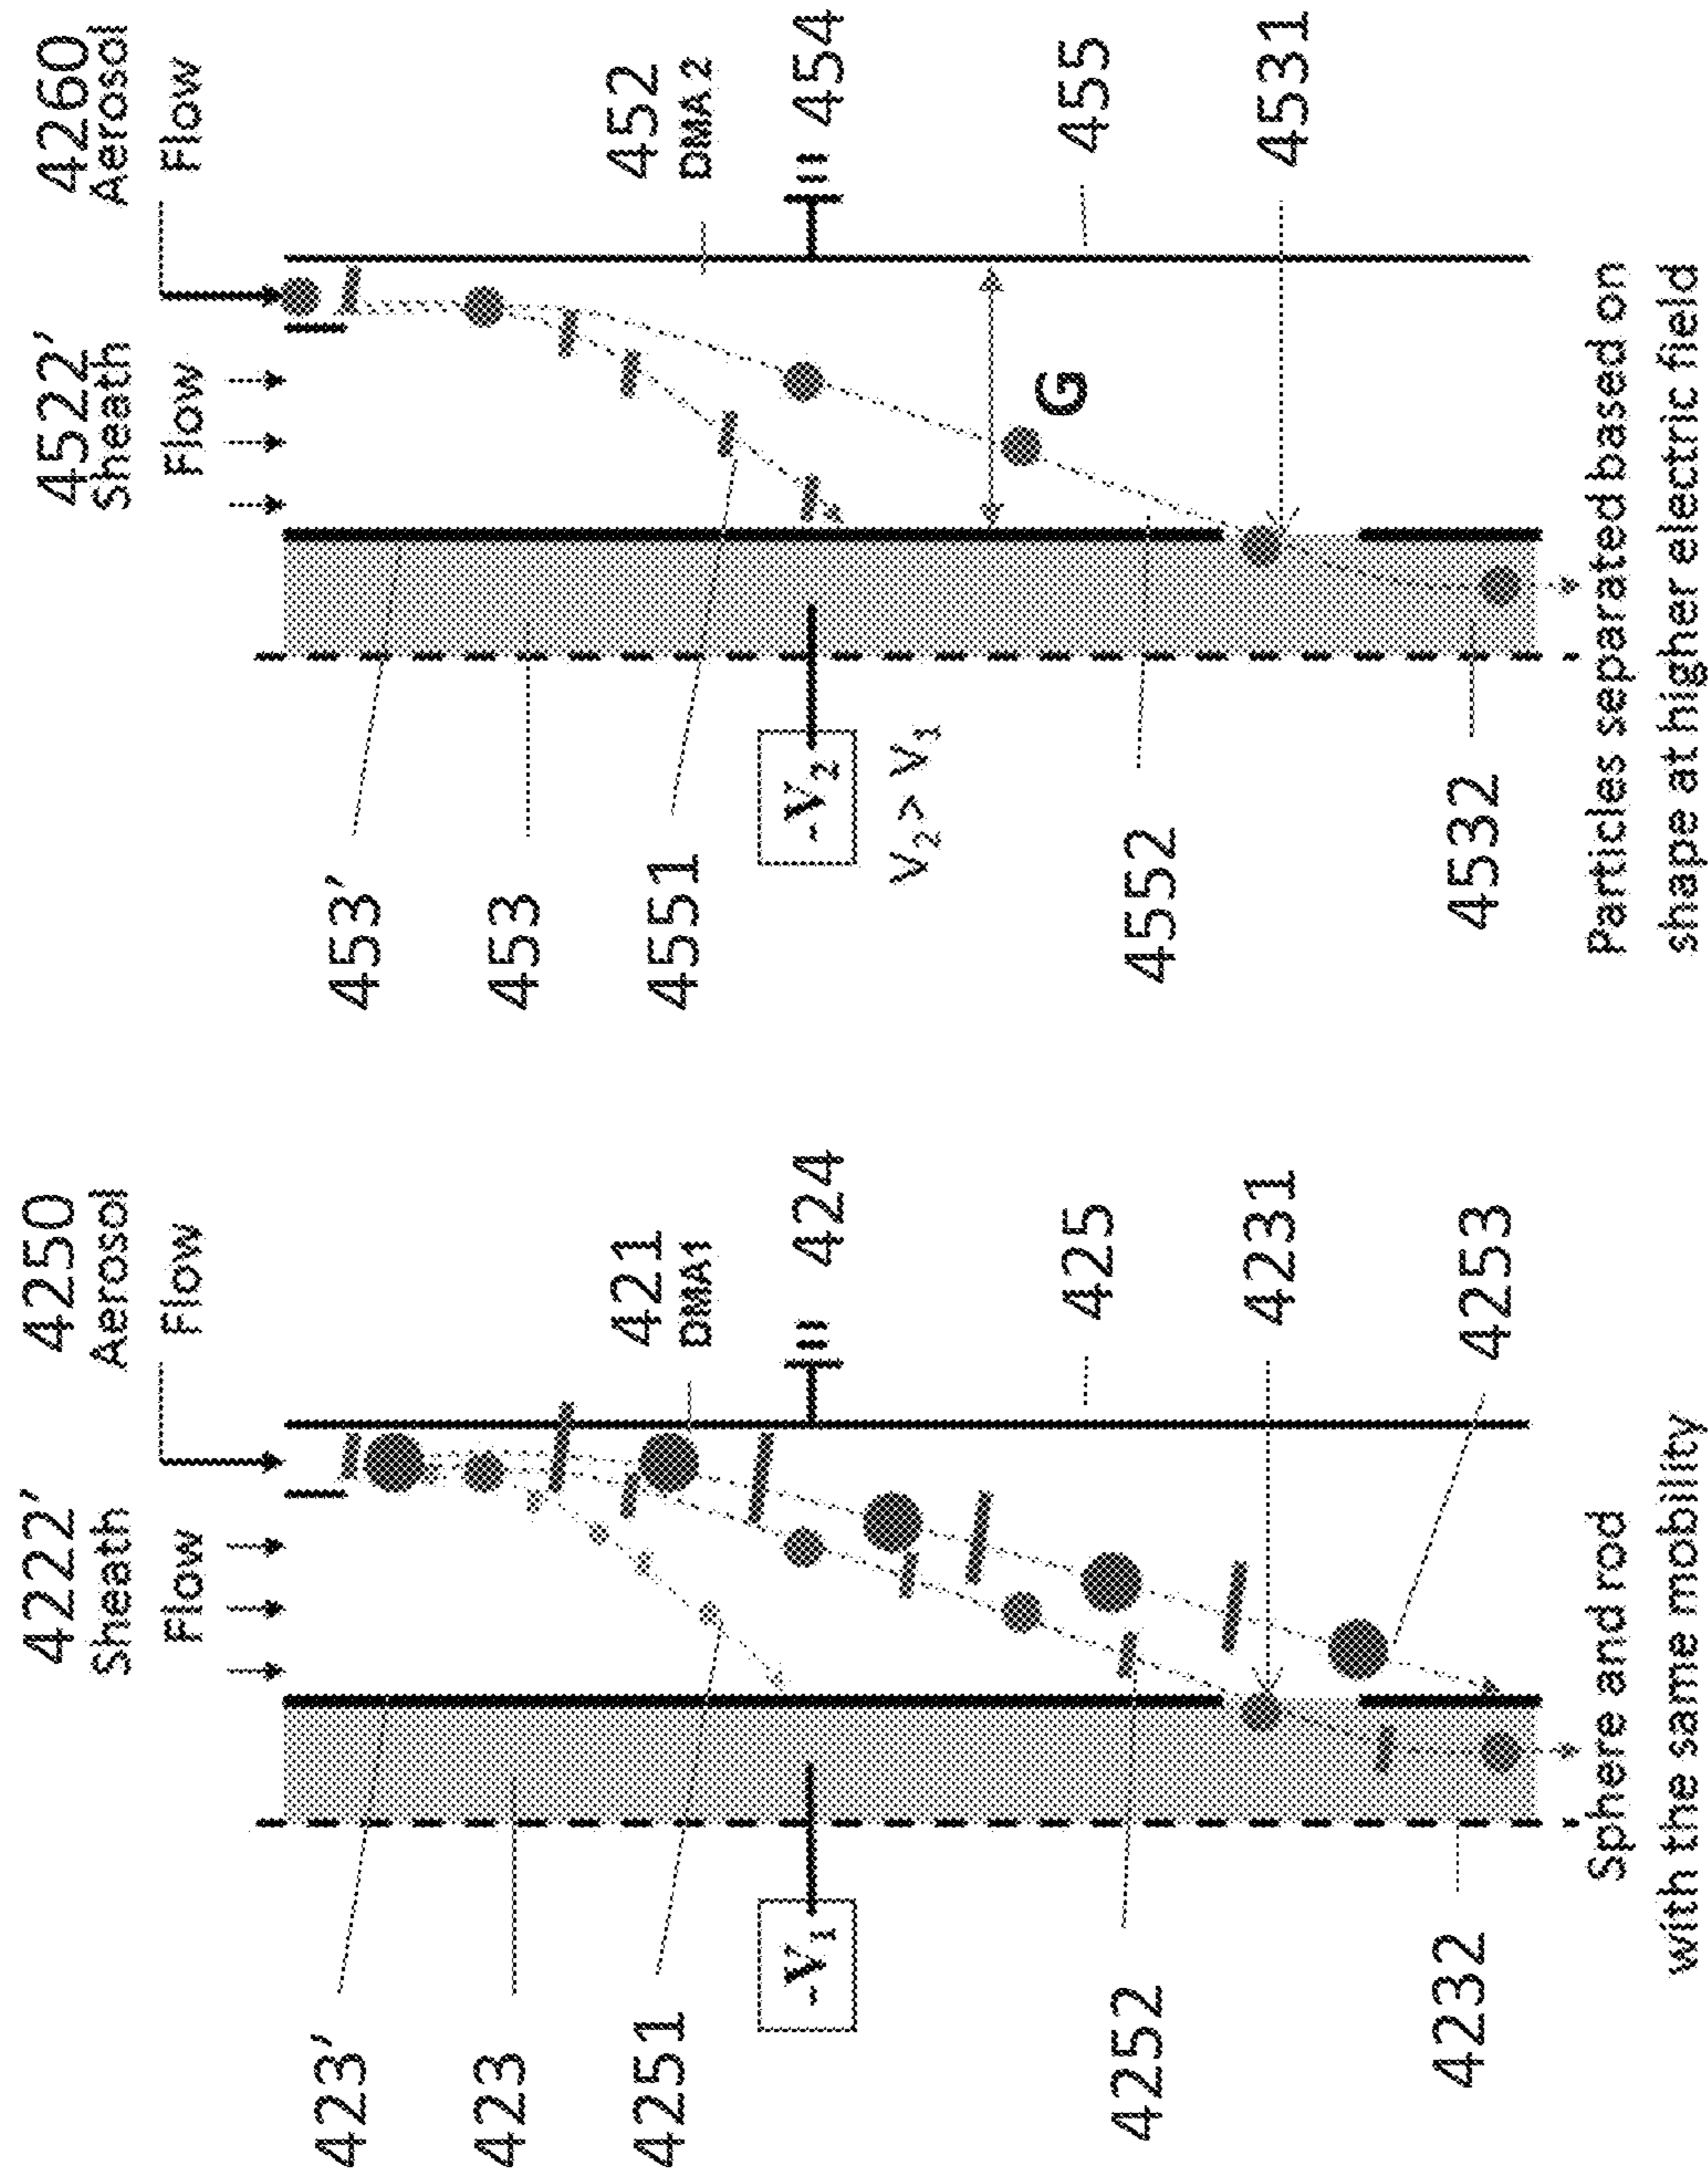 4222'
Sheath
Flow
4250
Aerosol
Flow
421
DMA1
424
425
4231
4253
423'
423
4251
-V1
4252
4232
Sphere and rod
with the same mobility
4522'
Sheath
Flow
4260
Aerosol
Flow
452
DMA 2
454
455
4531
453'
453
4551
-V2
V2 > V1
G
4552
4532
Particles separated based on
shape at higher electric field